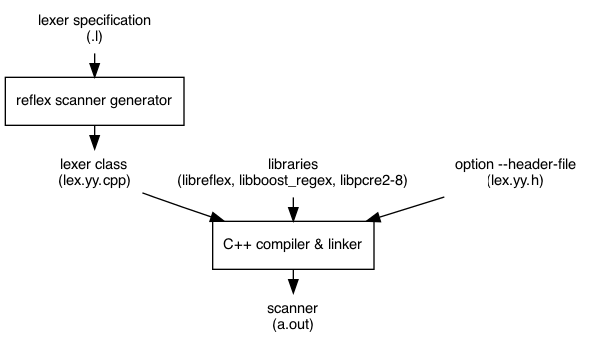 lexer specification
(.l)
reflex scanner generator
lexer class
(lex.yy.cpp)
libraries
(libreflex, libboost_regex, libpcre2-8)
option --header-file
(lex.yy.h)
C++ compiler & linker
scanner
(a.out)